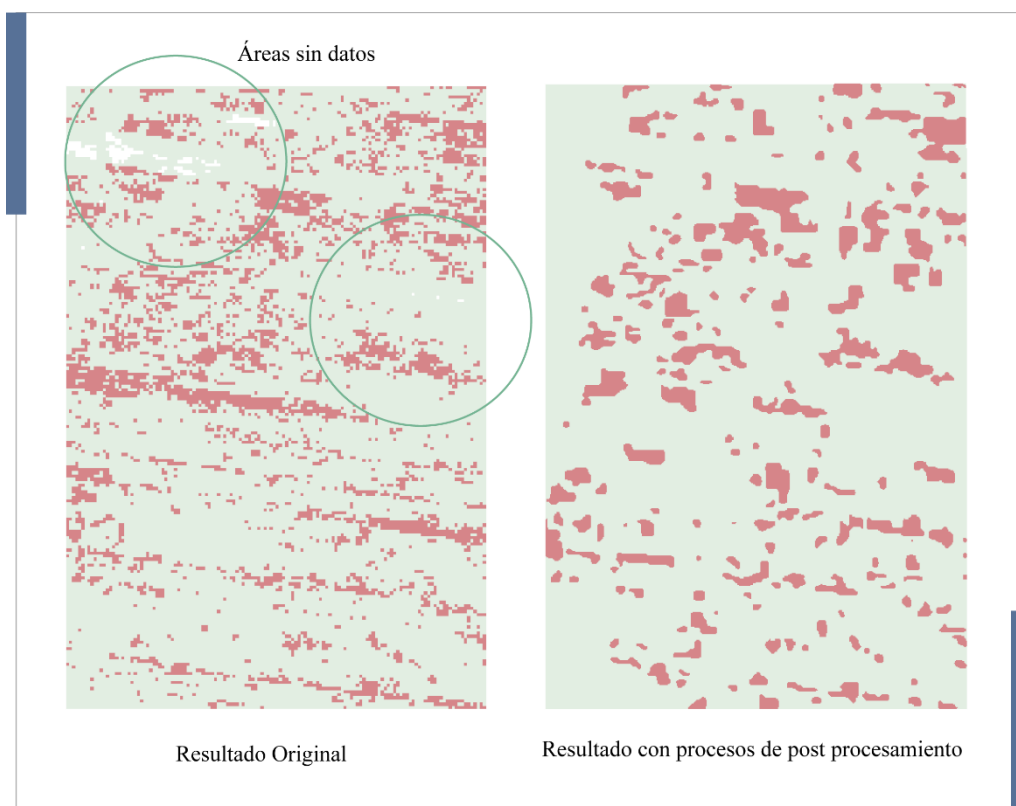 Áreas sin datos
Resultado Original
Resultado con procesos de post procesamiento